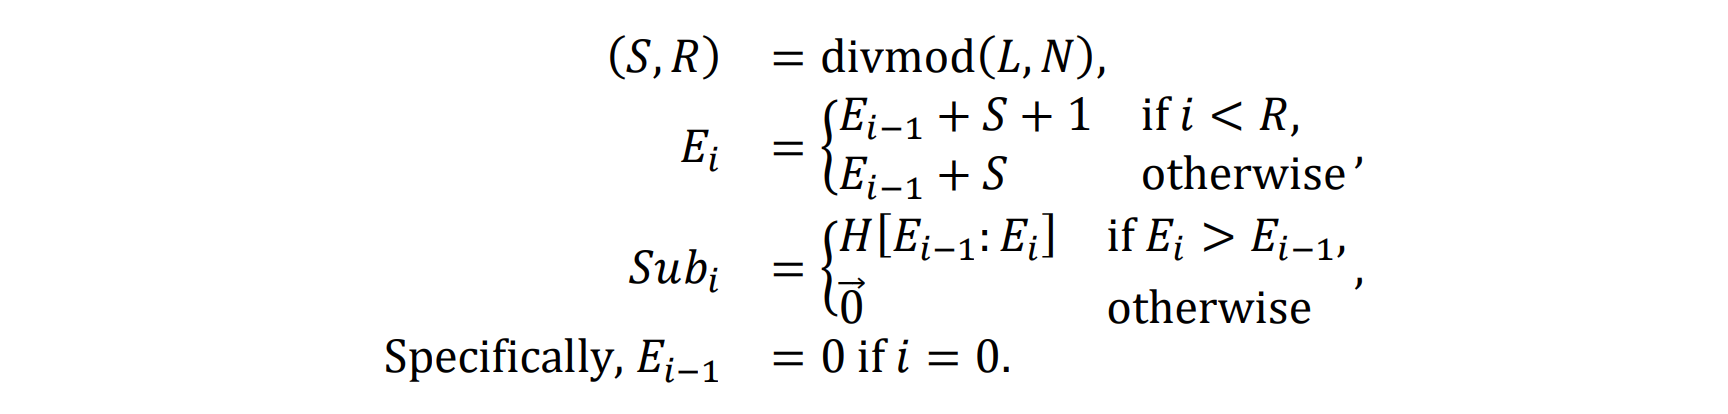 (S, R) = divmod(L, N),
E_i = { E_{i−1} + S + 1 if i < R,
E_{i−1} + S otherwise ,
Sub_i = { H[E_{i−1}: E_i] if E_i > E_{i−1},
\vec{0} otherwise ,
Specifically, E_{i−1} = 0 if i = 0.